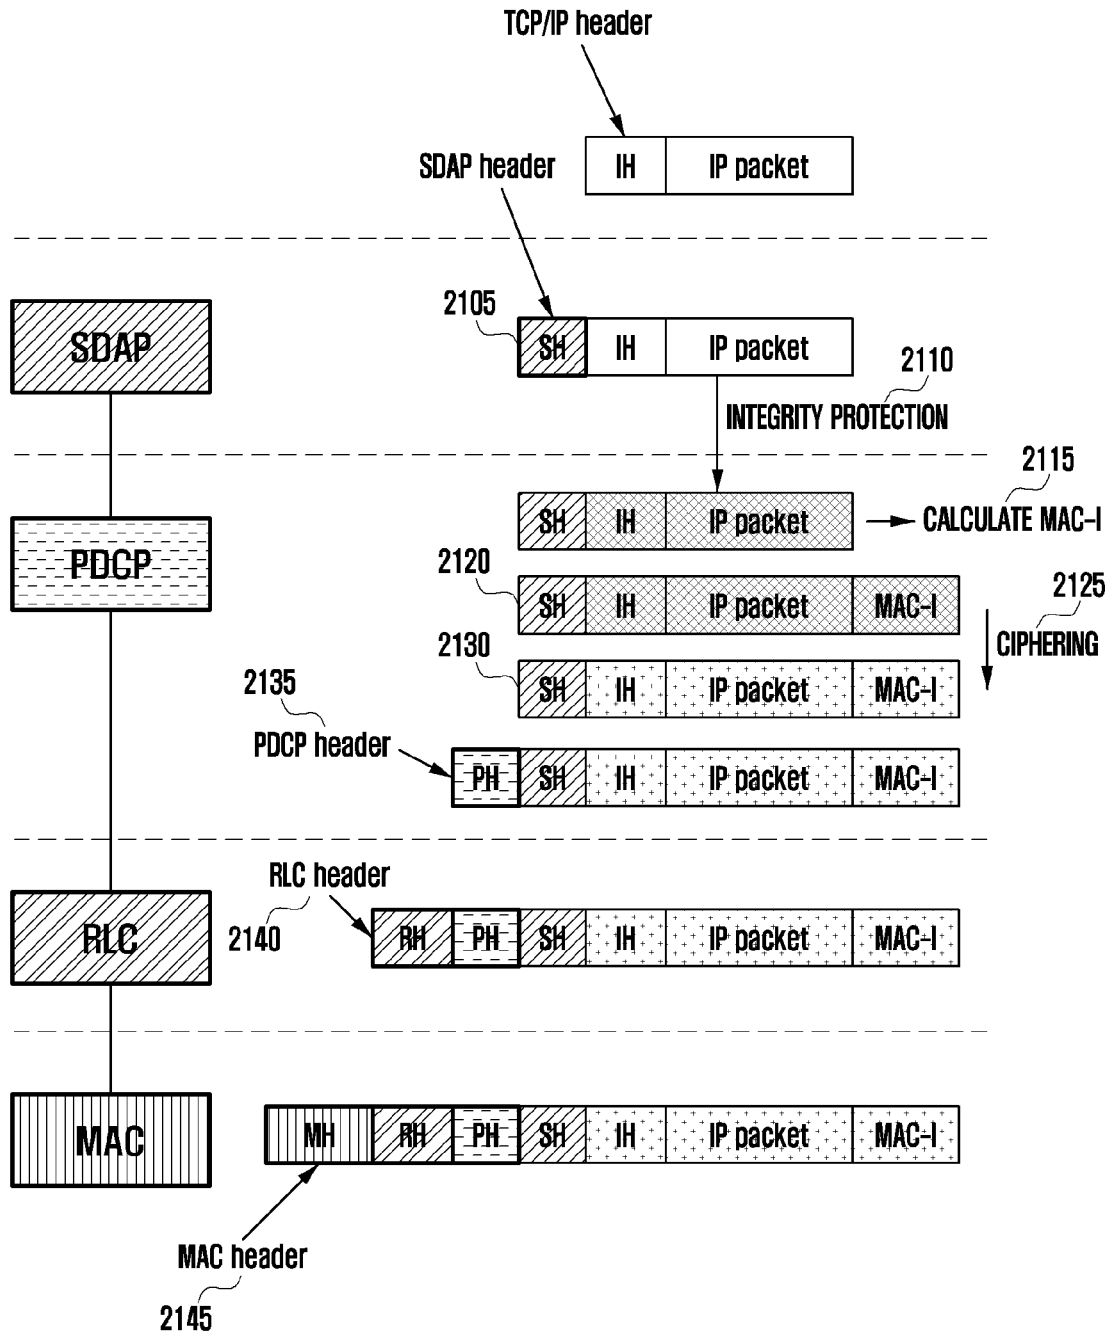 TCP/IP header
IH IP packet
SDAP header
SDAP
2105
SH IH IP packet
2110
INTEGRITY PROTECTION
PDCP
SH IH IP packet
2115
CALCULATE MAC-I
2120
SH IH IP packet MAC-I
2125
CIPHERING
2130
SH IH IP packet MAC-I
2135
PDCP header
PH SH IH IP packet MAC-I
RLC header
2140
RLC
RH PH SH IH IP packet MAC-I
MAC
MH RH PH SH IH IP packet MAC-I
MAC header
2145